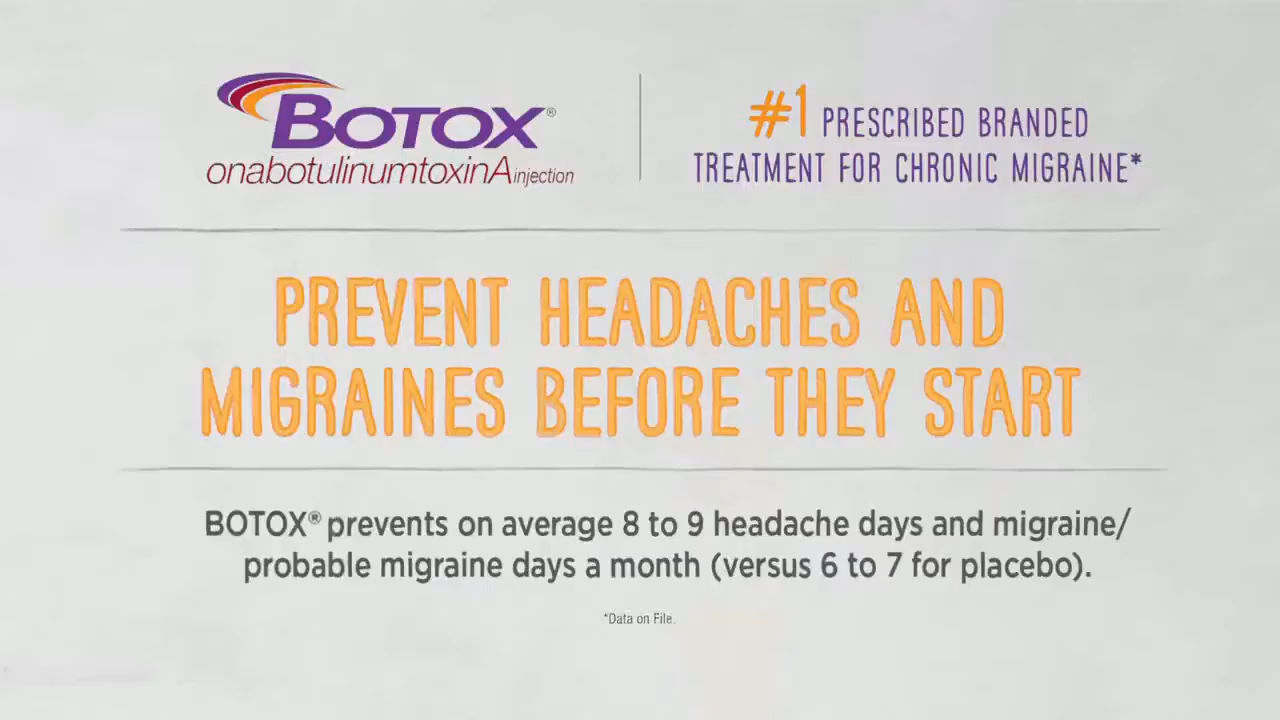 BOTOX®
onabotulinumtoxinA injection
#1 PRESCRIBED BRANDED
TREATMENT FOR CHRONIC MIGRAINE*
PREVENT HEADACHES AND
MIGRAINES BEFORE THEY START
BOTOX® prevents on average 8 to 9 headache days and migraine/
probable migraine days a month (versus 6 to 7 for placebo).
*Data on File.